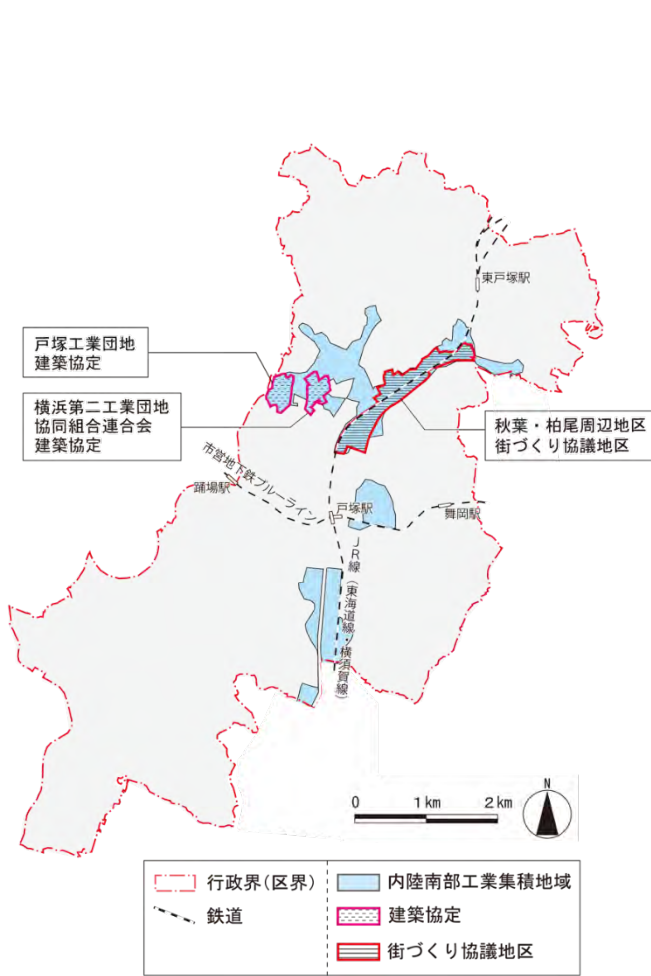 東戸塚駅
戸塚工業団地
建築協定
横浜第二工業団地
協同組合連合会
建築協定
秋葉・柏尾周辺地区
街づくり協議地区
市営地下鉄ブルーライン
踊場駅
戸塚駅
舞岡駅
JR線(東海道線・横須賀線)
0 1km 2km
N
行政界(区界)
鉄道
内陸南部工業集積地域
建築協定
街づくり協議地区